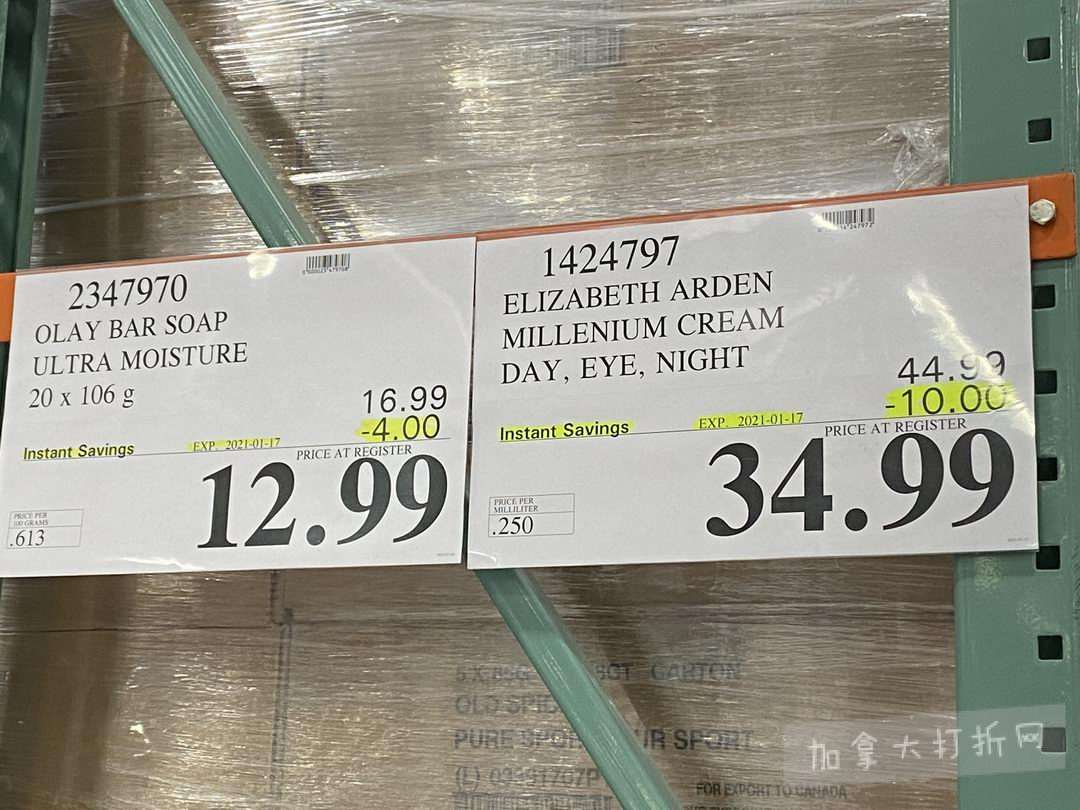 2347970
OLAY BAR SOAP
ULTRA MOISTURE
20 x 106 g
16.99
-4.00
Instant Savings EXP. 2021-01-17
PRICE AT REGISTER
12.99
PRICE PER
100 GRAMS
.613
1424797
ELIZABETH ARDEN
MILLENIUM CREAM
DAY, EYE, NIGHT
44.99
-10.00
Instant Savings EXP. 2021-01-17
PRICE AT REGISTER
34.99
PRICE PER
MILLILITER
.250
CARTON
OLD
PURE SPORT
FOR EXPORT TO CANADA
加拿大打折网